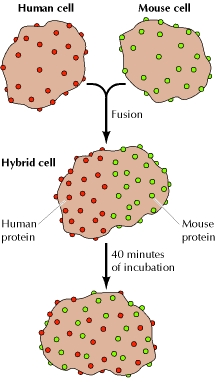 Human cell
Mouse cell
Fusion
Hybrid cell
Human
protein
Mouse
protein
40 minutes
of incubation